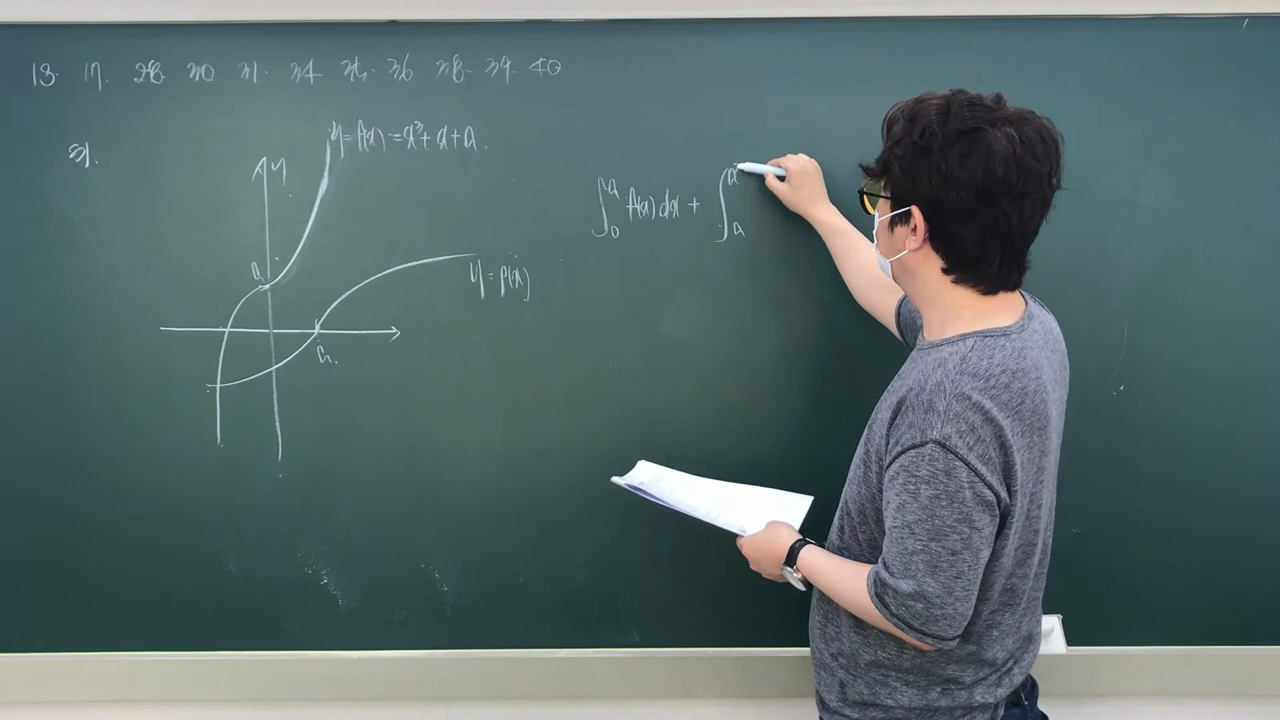 13. 17. 28. 30 31. 34 35. 36 38. 39. 40
31.
y = f(x) = x³ + x + a.
y
a
y = g(x)
a.
∫₀ᵃ f(x) dx + ∫ₐ